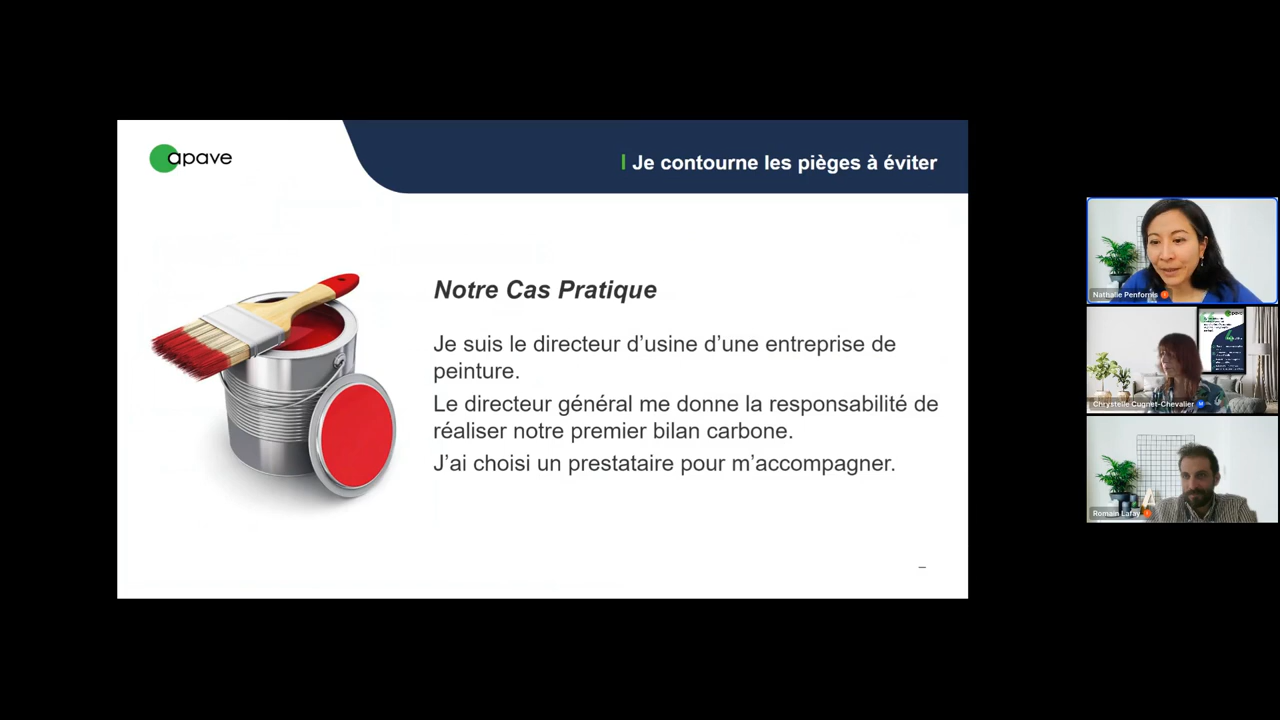 apave
| Je contourne les pièges à éviter
Notre Cas Pratique
Je suis le directeur d'usine d'une entreprise de
peinture.
Le directeur général me donne la responsabilité de
réaliser notre premier bilan carbone.
J'ai choisi un prestataire pour m'accompagner.
Nathalie Penfornis
apave
Chrystelle Cugnet-Chevalier
Romain Lafay